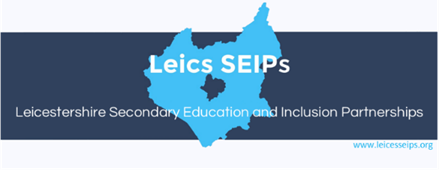 Leics SEIPs
Leicestershire Secondary Education and Inclusion Partnerships
www.leicesseips.org